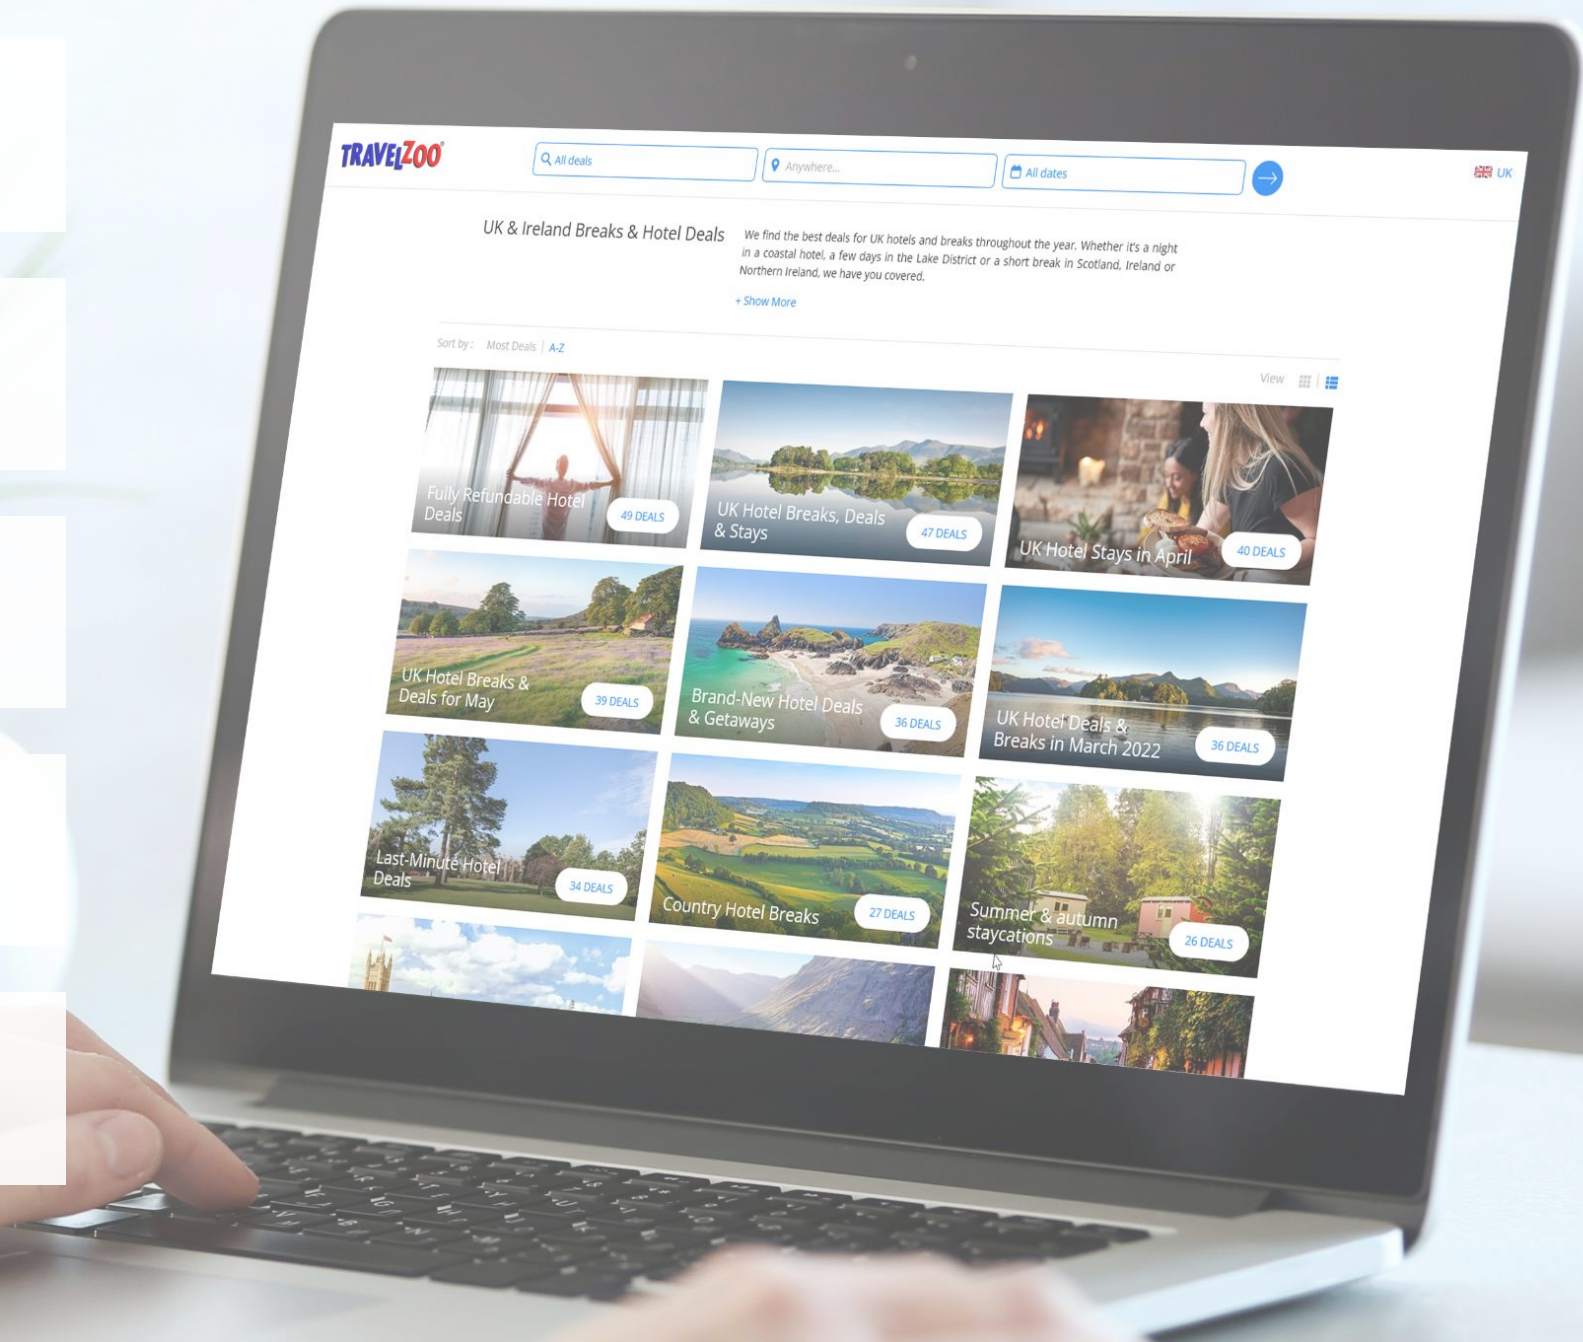 TRAVELZOO
All deals
Anywhere...
All dates
UK
UK & Ireland Breaks & Hotel Deals
We find the best deals for UK hotels and breaks throughout the year. Whether it's a night
in a coastal hotel, a few days in the Lake District or a short break in Scotland, Ireland or
Northern Ireland, we have you covered.
+ Show More
Sort by : Most Deals | A-Z
View
Fully Refundable Hotel
Deals
49 DEALS
UK Hotel Breaks, Deals
& Stays
47 DEALS
UK Hotel Stays in April
40 DEALS
UK Hotel Breaks &
Deals for May
39 DEALS
Brand-New Hotel Deals
& Getaways
36 DEALS
UK Hotel Deals &
Breaks in March 2022
36 DEALS
Last-Minute Hotel
Deals
34 DEALS
Country Hotel Breaks
27 DEALS
Summer & autumn
staycations
26 DEALS